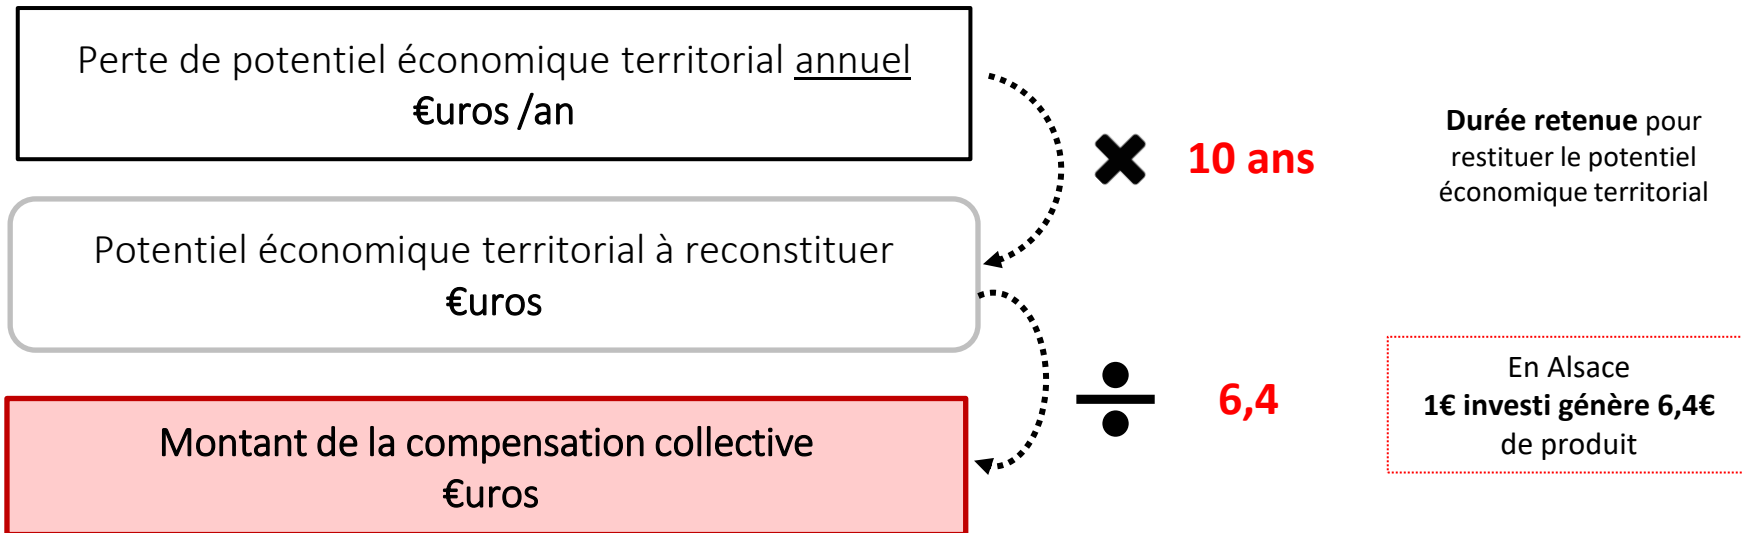 Perte de potentiel économique territorial annuel
€uros /an
10 ans
Durée retenue pour
restituer le potentiel
économique territorial
Potentiel économique territorial à reconstituer
€uros
6,4
En Alsace
1€ investi génère 6,4€
de produit
Montant de la compensation collective
€uros